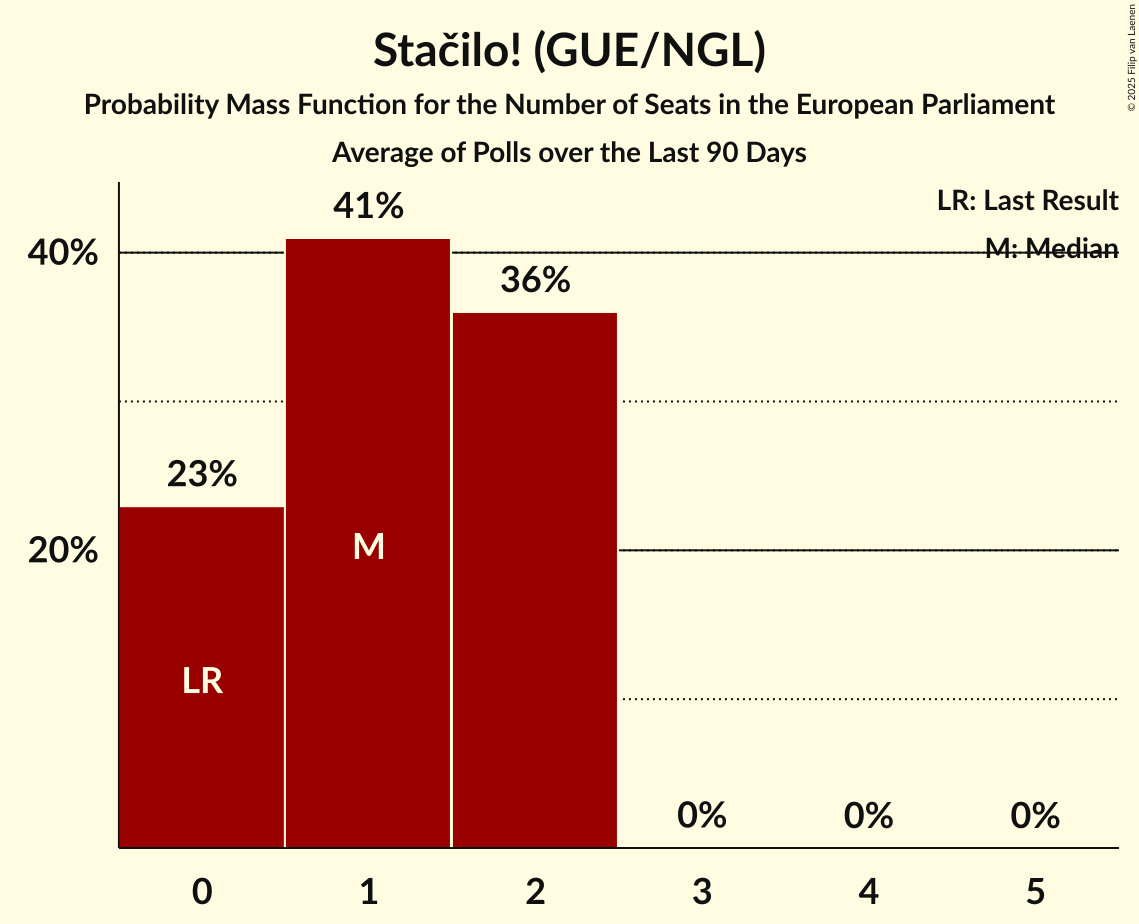 Stačilo! (GUE/NGL)
Probability Mass Function for the Number of Seats in the European Parliament
Average of Polls over the Last 90 Days
© 2025 Filip van Laenen
LR: Last Result
M: Median
40%
20%
23%
41%
36%
0%
0%
0%
LR
M
0
1
2
3
4
5